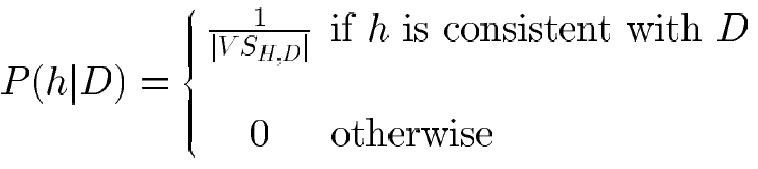 P(h|D) = { 1/|VS_{H,D}| if h is consistent with D
0 otherwise